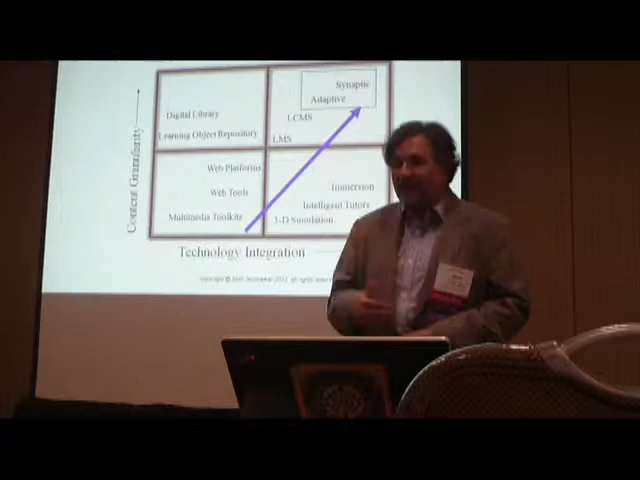 Synaptic
Digital Library
Adaptive
LCMS
Learning Object Repository
LMS
Web Platforms
Web Tools
Immersion
Multimedia Toolkits
Intelligent Tutors
3-D Simulation
Content Granularity
Technology Integration